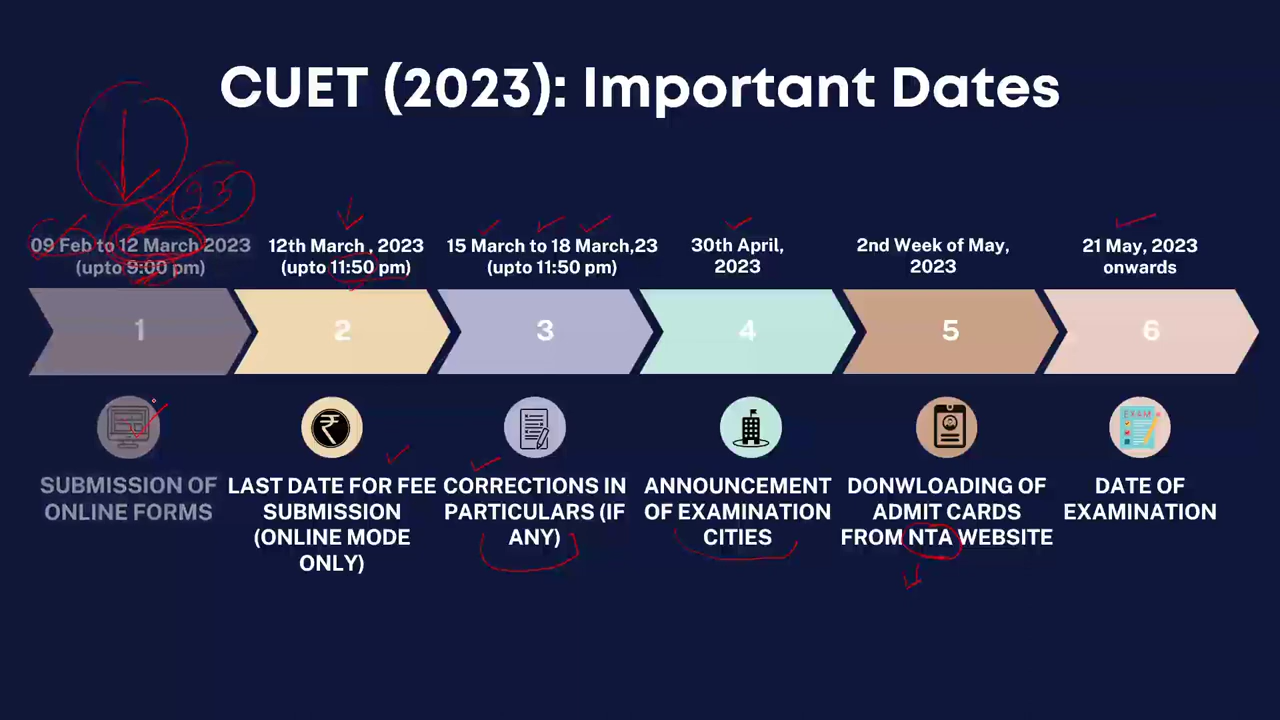 CUET (2023): Important Dates
23
09 Feb to 12 March 2023
(upto 9:00 pm)
12th March , 2023
(upto 11:50 pm)
15 March to 18 March,23
(upto 11:50 pm)
30th April,
2023
2nd Week of May,
2023
21 May, 2023
onwards
1
2
3
4
5
6
EXAM
SUBMISSION OF
ONLINE FORMS
LAST DATE FOR FEE
SUBMISSION
(ONLINE MODE
ONLY)
CORRECTIONS IN
PARTICULARS (IF
ANY)
ANNOUNCEMENT
OF EXAMINATION
CITIES
DONWLOADING OF
ADMIT CARDS
FROM NTA WEBSITE
DATE OF
EXAMINATION